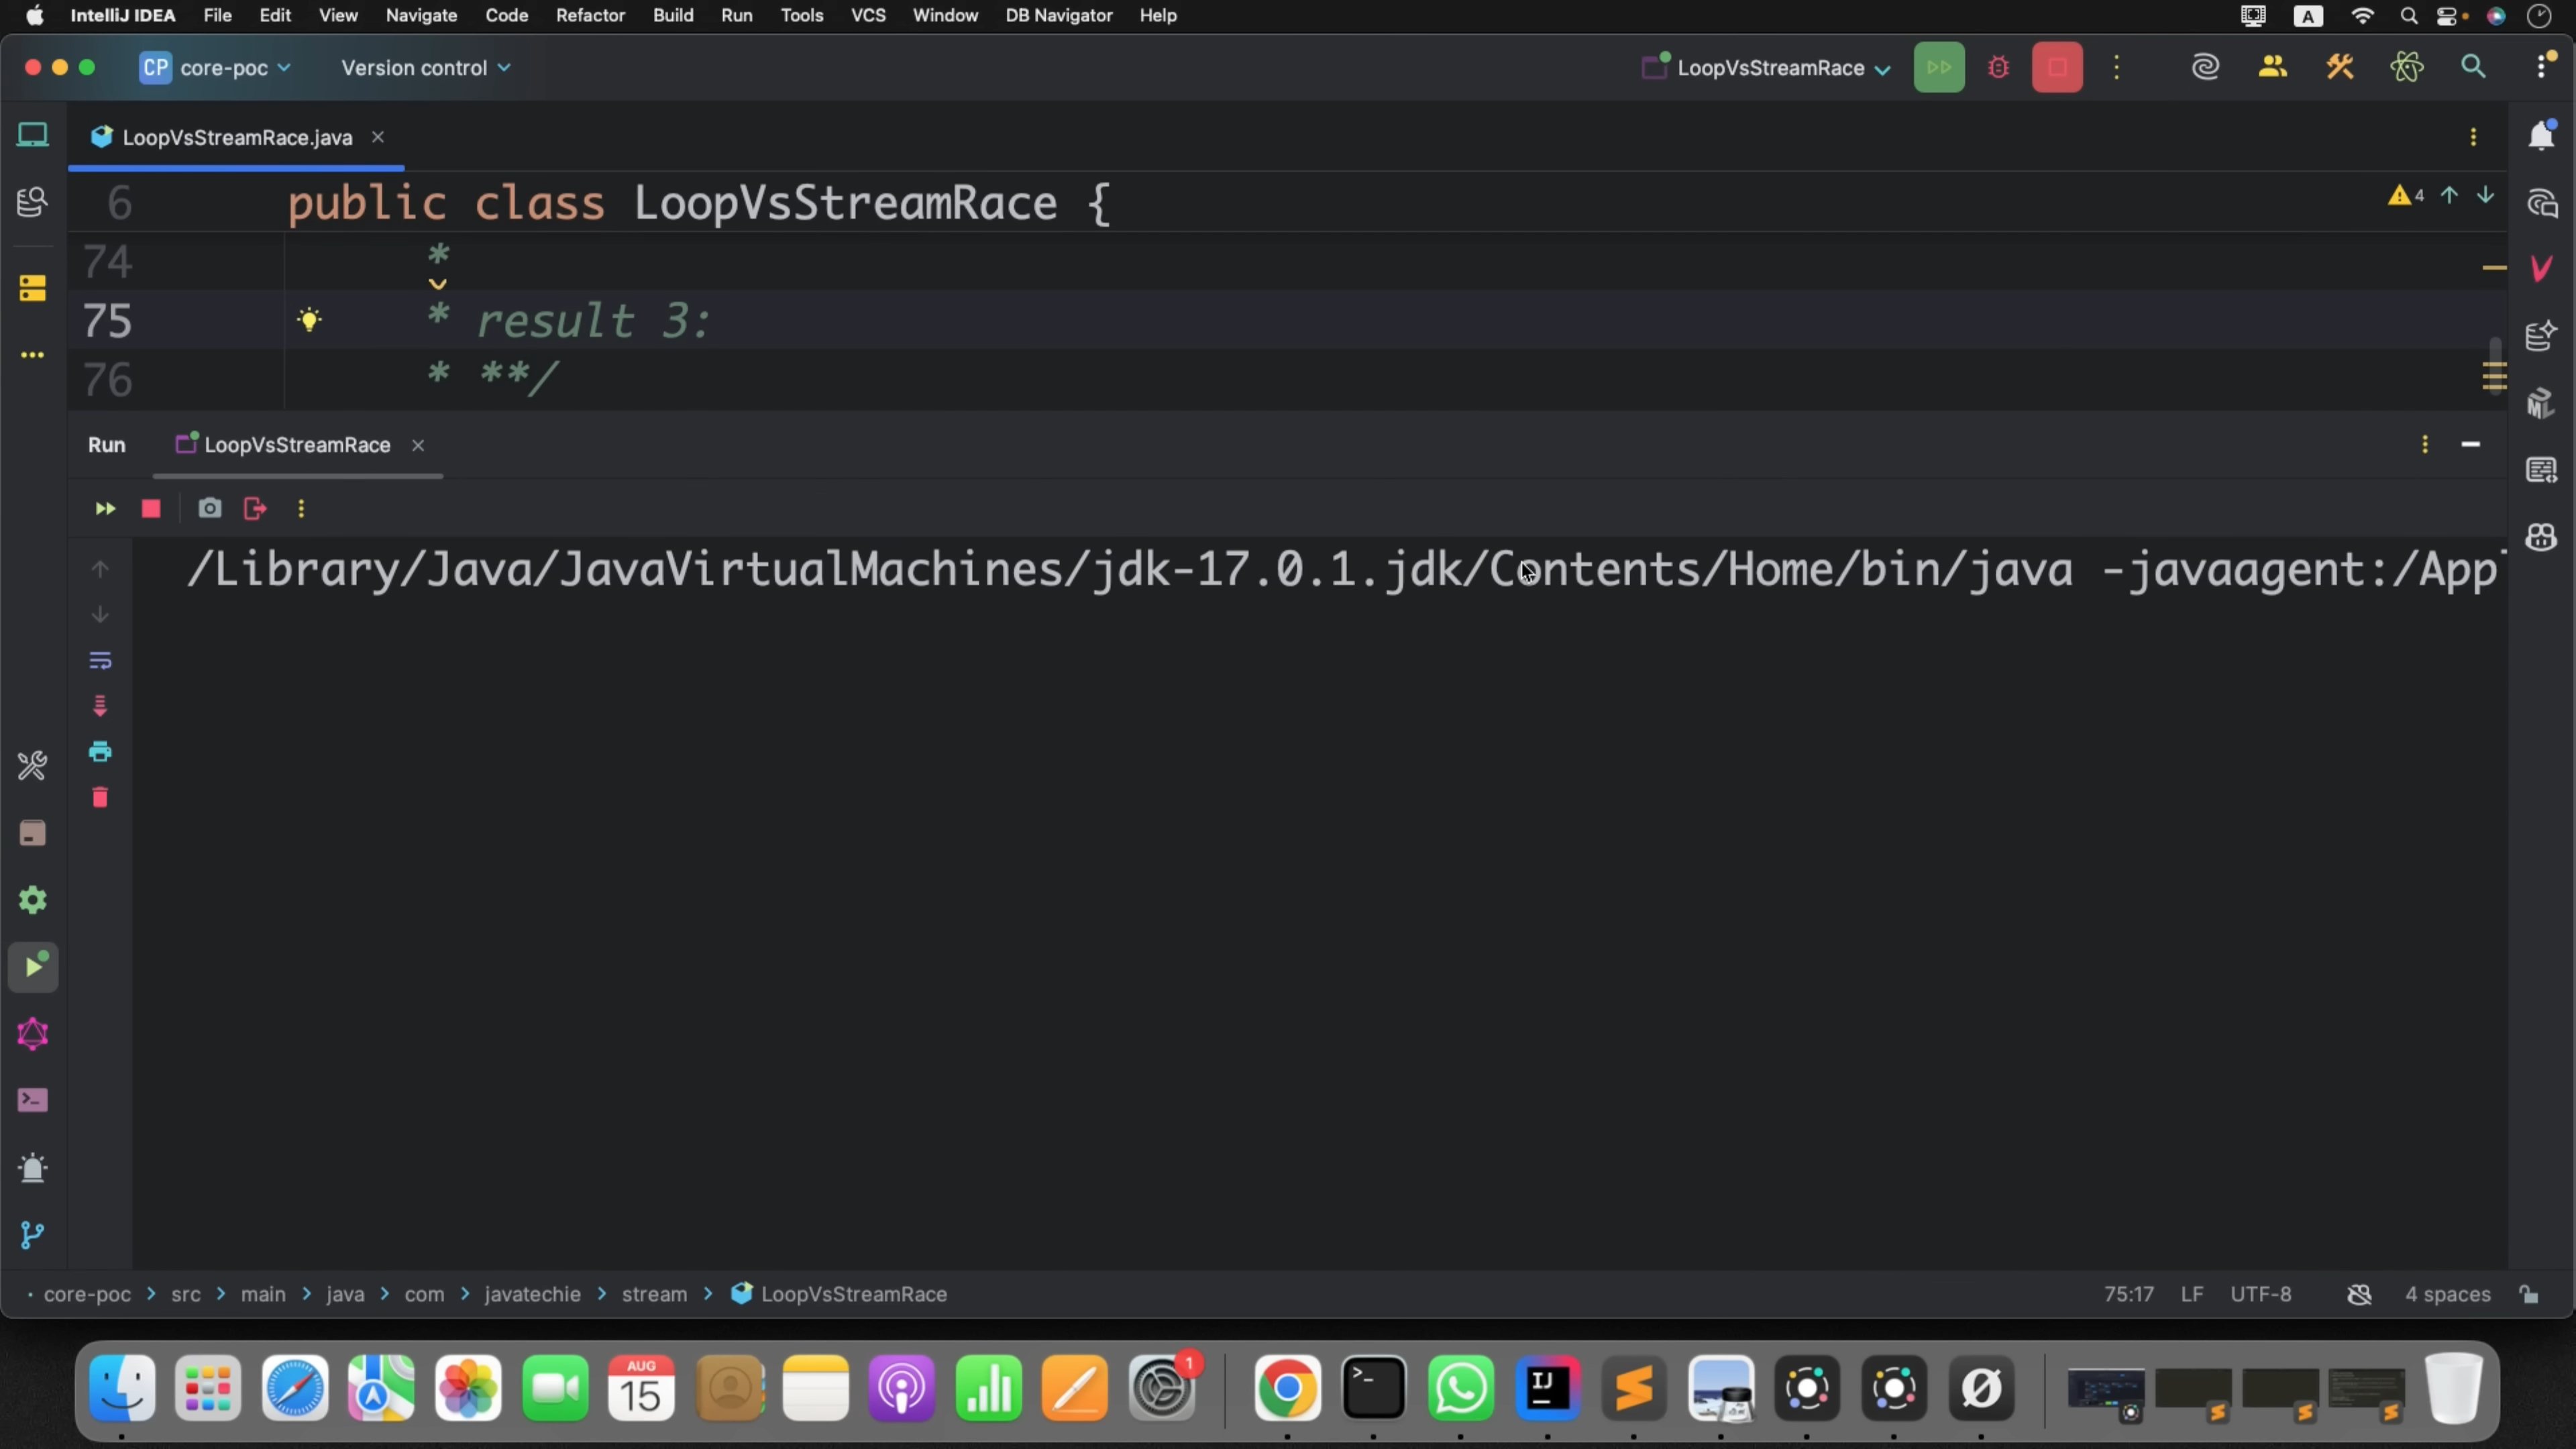 IntelliJ IDEA File Edit View Navigate Code Refactor Build Run Tools VCS Window DB Navigator Help A
CP core-poc Version control LoopVsStreamRace
LoopVsStreamRace.java
6 public class LoopVsStreamRace { 4
74 *
75 * result 3:
76 * **/
Run LoopVsStreamRace
/Library/Java/JavaVirtualMachines/jdk-17.0.1.jdk/Contents/Home/bin/java -javaagent:/App
core-poc > src > main > java > com > javatechie > stream > LoopVsStreamRace 75:17 LF UTF-8 4 spaces
AUG
15
1
>_
IJ